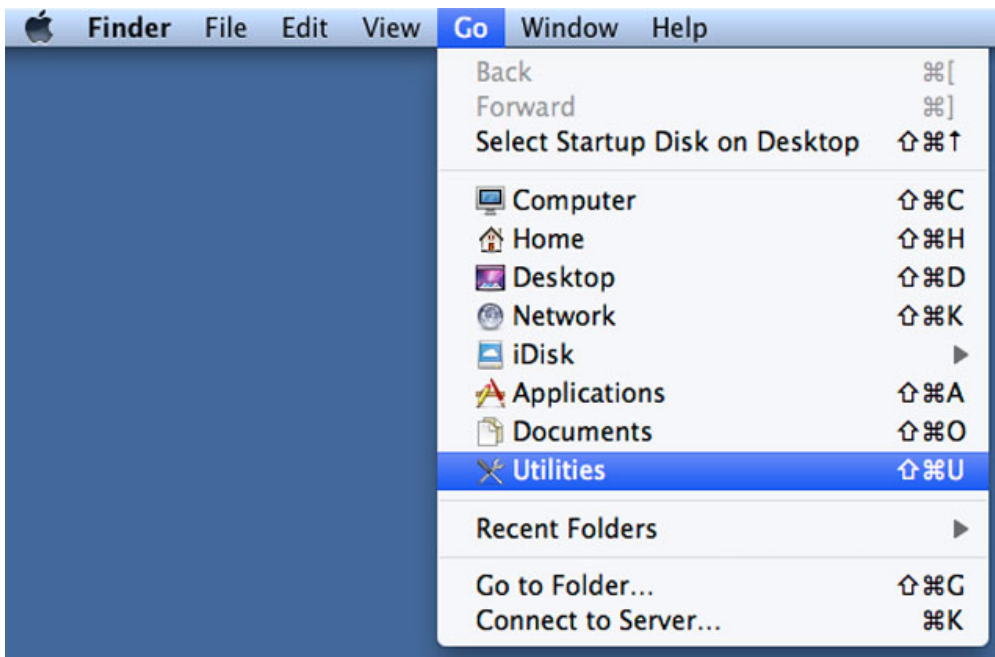 Finder File Edit View Go Window Help
Back ⌘[
Forward ⌘]
Select Startup Disk on Desktop ⇧⌘↑
Computer ⇧⌘C
Home ⇧⌘H
Desktop ⇧⌘D
Network ⇧⌘K
iDisk ▶
Applications ⇧⌘A
Documents ⇧⌘O
Utilities ⇧⌘U
Recent Folders ▶
Go to Folder... ⇧⌘G
Connect to Server... ⌘K